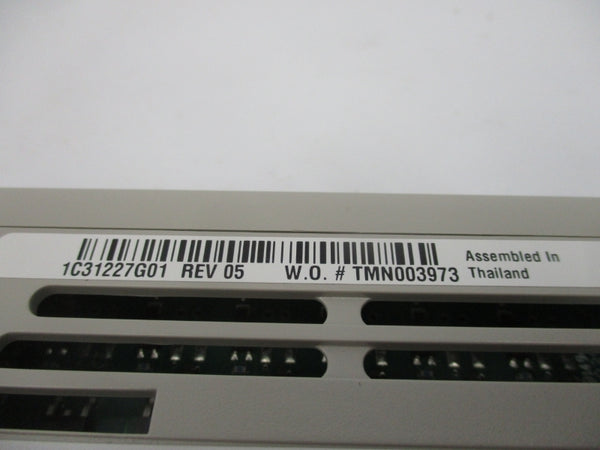 1C31227G01 REV 05 W.O. # TMN003973 Assembled In
Thailand